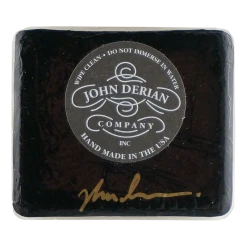 WIPE CLEAN • DO NOT IMMERSE IN WATER
JOHN DERIAN
COMPANY
INC
HAND MADE IN THE USA